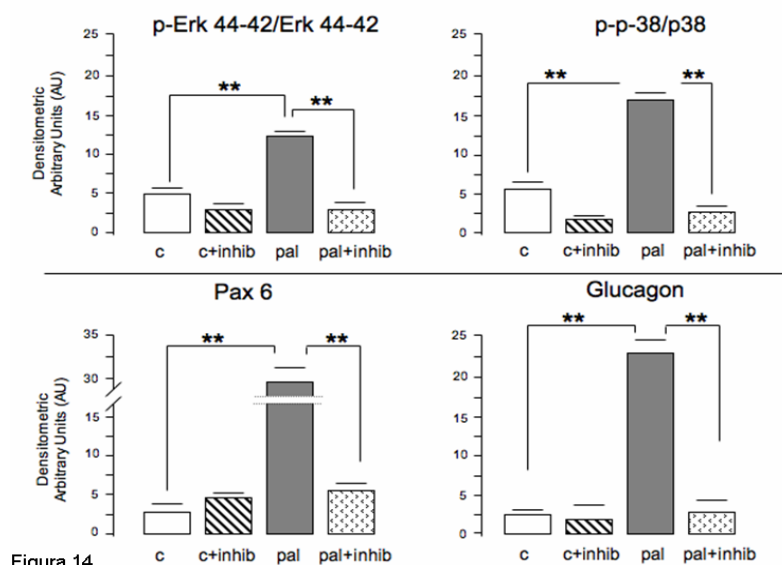 p-Erk 44-42/Erk 44-42
p-p-38/p38
Densitometric
Arbitrary Units (AU)
25
20
15
10
5
0
**
**
c
c+inhib
pal
pal+inhib
25
20
15
10
5
0
**
**
c
c+inhib
pal
pal+inhib
Pax 6
Glucagon
Densitometric
Arbitrary Units (AU)
35
30
15
10
5
0
**
**
c
c+inhib
pal
pal+inhib
25
20
15
10
5
0
**
**
c
c+inhib
pal
pal+inhib
Figura 14